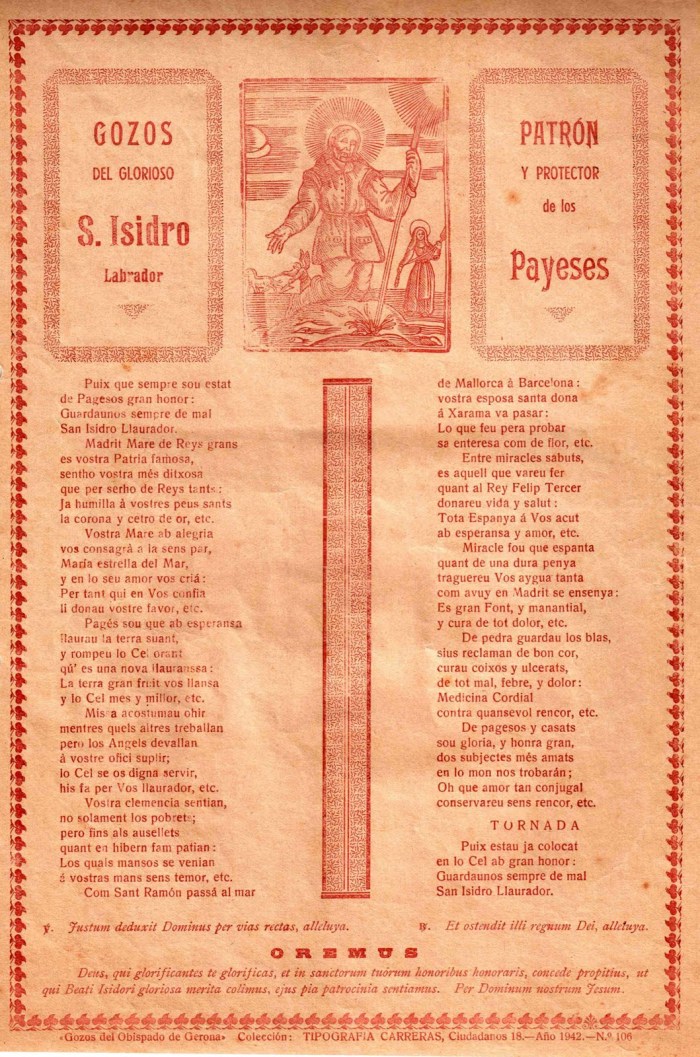 GOZOS
DEL GLORIOSO
S. Isidro
Labrador
PATRÓN
Y PROTECTOR
de los
Payeses
Puix que sempre sou estat
de Pagesos gran honor:
Guardaunos sempre de mal
San Isidro Llaurador.
Madrit Mare de Reys grans
es vostra Patria famosa,
sentho vostra més ditxosa
que per serho de Reys tants:
Ja humilla á vostres peus sants
la corona y cetro de or, etc.
Vostra Mare ab alegria
vos consagrá a la sens par,
María estrella del Mar,
y en lo seu amor vos criá:
Per tant qui en Vos confia
li donau vostre favor, etc.
Pagés sou que ab esperansa
llaurau la terra suant,
y rompeu lo Cel orant
qu' es una nova llauranssa:
La terra gran fruit vos llansa
y lo Cel mes y millor, etc.
Missa acostumau ohir
mentres quels altres treballan
pero los Angels devallan
á vostre ofici suplir;
lo Cel se os digna servir,
his fa per Vos llaurador, etc.
Vostra clemencia sentian,
no solament los pobrets;
pero fins als ausellets
quant en hibern fam patian:
Los quals mansos se venian
á vostras mans sens temor, etc.
Com Sant Ramón passá al mar
de Mallorca á Barcelona:
vostra esposa santa dona
á Xarama va pasar:
Lo que feu pera probar
sa enteresa com de flor, etc.
Entre miracles sabuts,
es aquell que vareu fer
quant al Rey Felip Tercer
donareu vida y salut:
Tota Espanya á Vos acut
ab esperansa y amor, etc.
Miracle fou que espanta
quant de una dura penya
traguereu Vos aygua tanta
com avuy en Madrit se ensenya:
Es gran Font, y manantial,
y cura de tot dolor, etc.
De pedra guardau los blas,
sius reclaman de bon cor,
curau coixos y ulcerats,
de tot mal, febre, y dolor:
Medicina Cordial
contra quansevol rencor, etc.
De pagesos y casats
sou gloria, y honra gran,
dos subjectes més amats
en lo mon nos trobarán;
Oh que amor tan conjugal
conservareu sens rencor, etc.
TORNADA
Puix estau ja colocat
en lo Cel ab gran honor:
Guardaunos sempre de mal
San Isidro Llaurador.
℣. Justum deduxit Dominus per vias rectas, alleluya.
℟. Et ostendit illi regnum Dei, alleluya.
OREMUS
Deus, qui glorificantes te glorificas, et in sanctorum tuórum honoribus honoraris, concede propitius, ut
qui Beati Isidori gloriosa merita colimus, ejus pia patrocinia sentiamus. Per Dominum nostrum Jesum.
«Gozos del Obispado de Gerona» Colección: TIPOGRAFIA CARRERAS, Ciudadanos 18.—Año 1942.—N.º 106